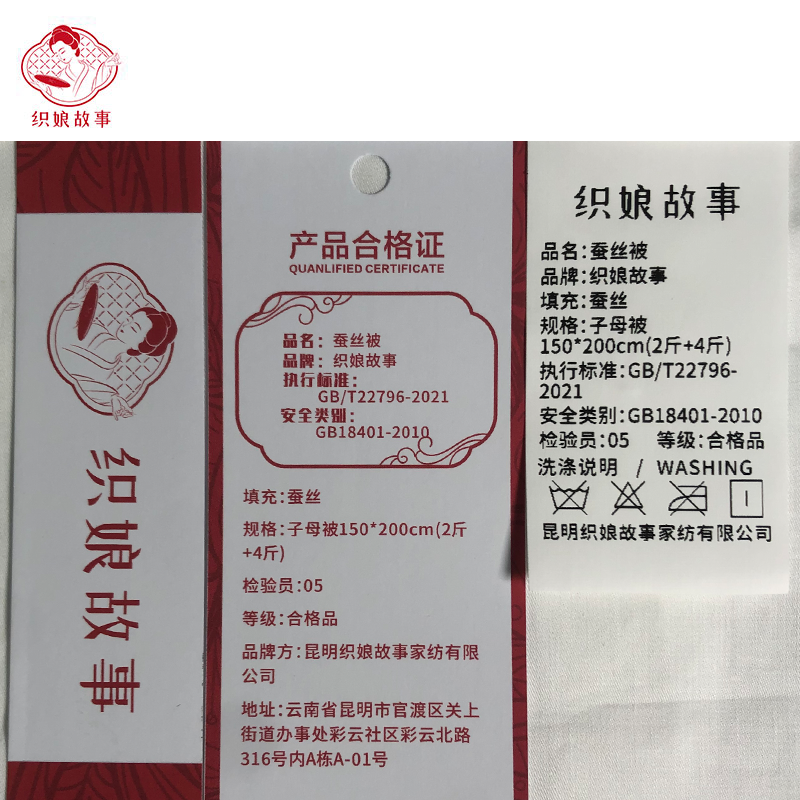 织娘故事
织娘故事
产品合格证
QUANLIFIED CERTIFICATE
品名：蚕丝被
品牌：织娘故事
执行标准：
GB/T22796-2021
安全类别：
GB18401-2010
填充：蚕丝
规格：子母被150*200cm(2斤
+4斤)
检验员：05
等级：合格品
品牌方：昆明织娘故事家纺有限
公司
地址：云南省昆明市官渡区关上
街道办事处彩云社区彩云北路
316号内A栋A-01号
织娘故事
品名：蚕丝被
品牌：织娘故事
填充：蚕丝
规格：子母被
150*200cm(2斤+4斤)
执行标准：GB/T22796-
2021
安全类别：GB18401-2010
检验员：05 等级：合格品
洗涤说明 / WASHING
昆明织娘故事家纺有限公司